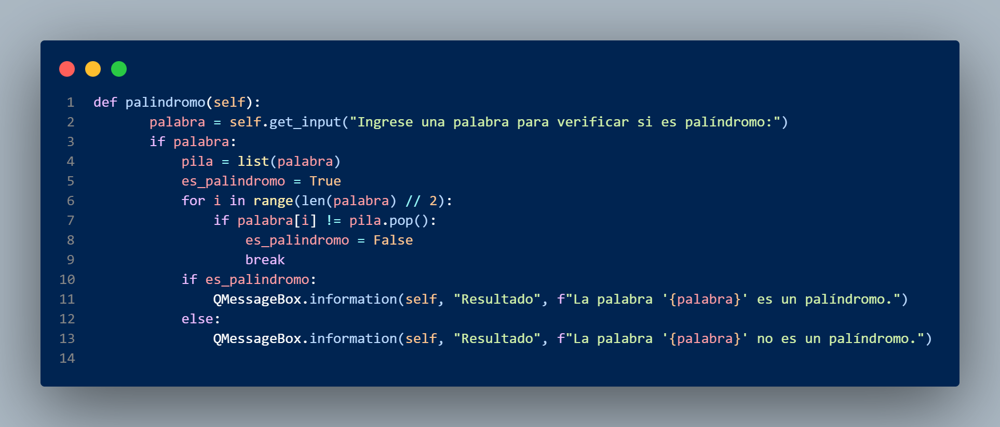 1 def palindromo(self):
2 palabra = self.get_input("Ingrese una palabra para verificar si es palíndromo:")
3 if palabra:
4 pila = list(palabra)
5 es_palindromo = True
6 for i in range(len(palabra) // 2):
7 if palabra[i] != pila.pop():
8 es_palindromo = False
9 break
10 if es_palindromo:
11 QMessageBox.information(self, "Resultado", f"La palabra '{palabra}' es un palíndromo.")
12 else:
13 QMessageBox.information(self, "Resultado", f"La palabra '{palabra}' no es un palíndromo.")
14